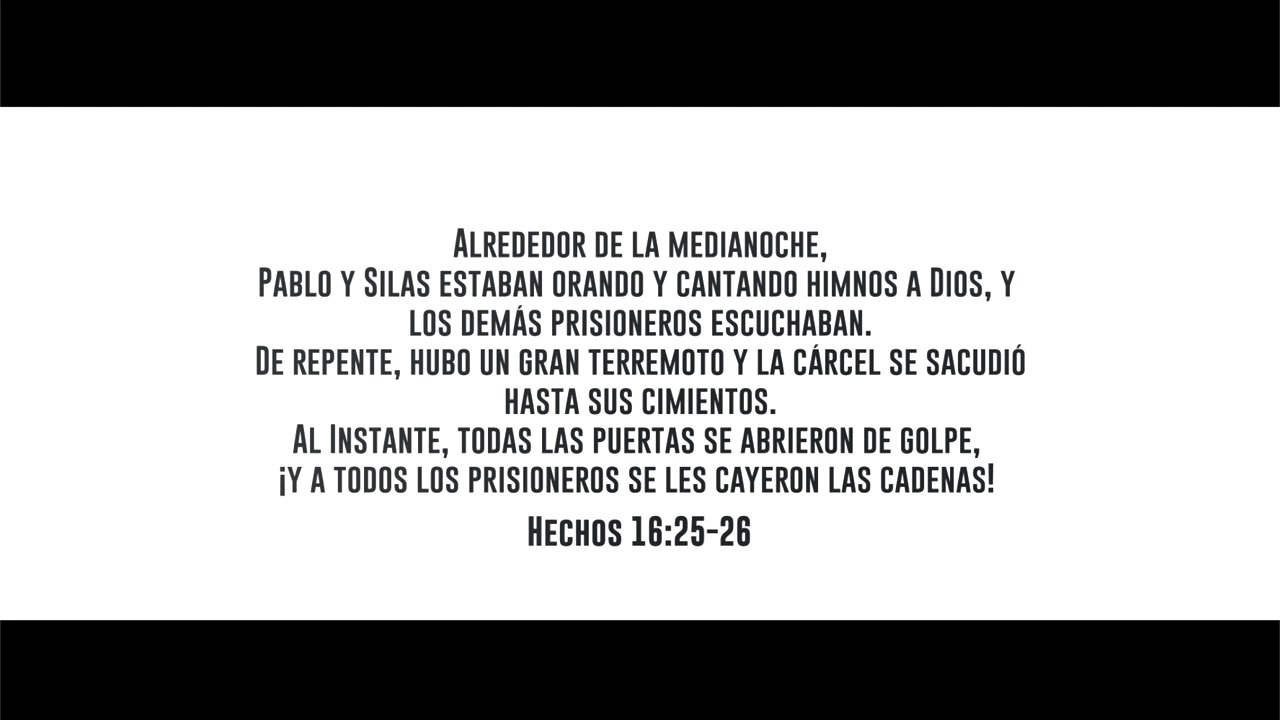 Alrededor de la medianoche,
Pablo y Silas estaban orando y cantando himnos a Dios, y
los demás prisioneros escuchaban.
De repente, hubo un gran terremoto y la cárcel se sacudió
hasta sus cimientos.
Al Instante, todas las puertas se abrieron de golpe,
¡y a todos los prisioneros se les cayeron las cadenas!
Hechos 16:25-26